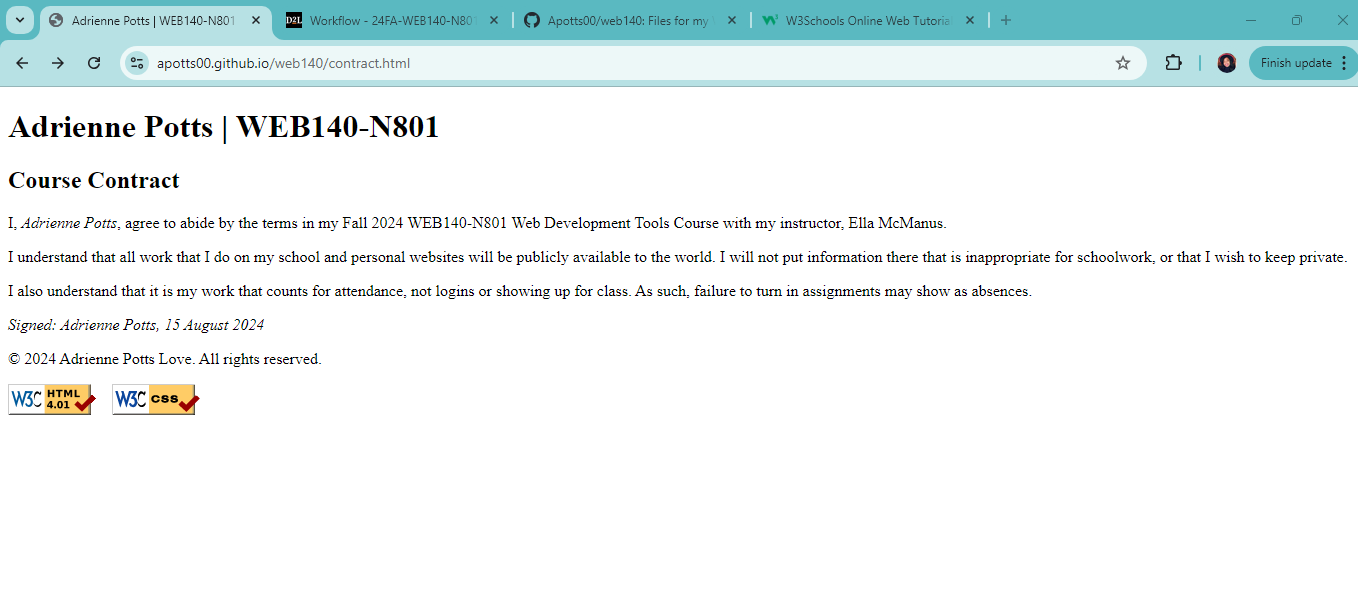 Adrienne Potts | WEB140-N801
Workflow - 24FA-WEB140-N801
Apotts00/web140: Files for my
W3Schools Online Web Tutorial
apotts00.github.io/web140/contract.html
Finish update
Adrienne Potts | WEB140-N801
Course Contract
I, Adrienne Potts, agree to abide by the terms in my Fall 2024 WEB140-N801 Web Development Tools Course with my instructor, Ella McManus.
I understand that all work that I do on my school and personal websites will be publicly available to the world. I will not put information there that is inappropriate for schoolwork, or that I wish to keep private.
I also understand that it is my work that counts for attendance, not logins or showing up for class. As such, failure to turn in assignments may show as absences.
Signed: Adrienne Potts, 15 August 2024
© 2024 Adrienne Potts Love. All rights reserved.
W3C HTML 4.01 W3C css